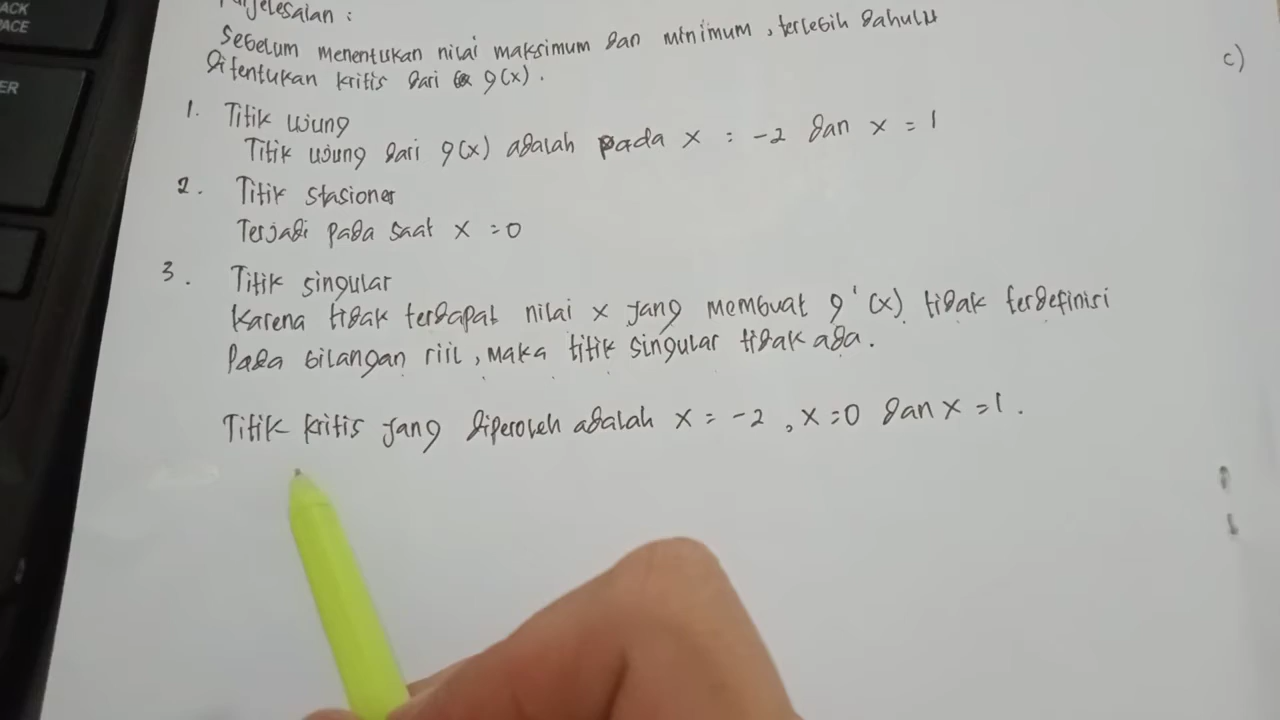 Penyelesaian :
Sebelum menentukan nilai maksimum dan minimum , terlebih dahulu
ditentukan kritis dari g(x) .
c)
1. Titik ujung
Titik ujung dari g(x) adalah pada x = -2 dan x = 1
2. Titik stasioner
Terjadi pada saat x = 0
3. Titik singular
Karena tidak terdapat nilai x yang membuat g'(x) tidak terdefinisi
pada bilangan riil , maka titik singular tidak ada .
Titik kritis yang diperoleh adalah x = -2 , x = 0 dan x = 1 .